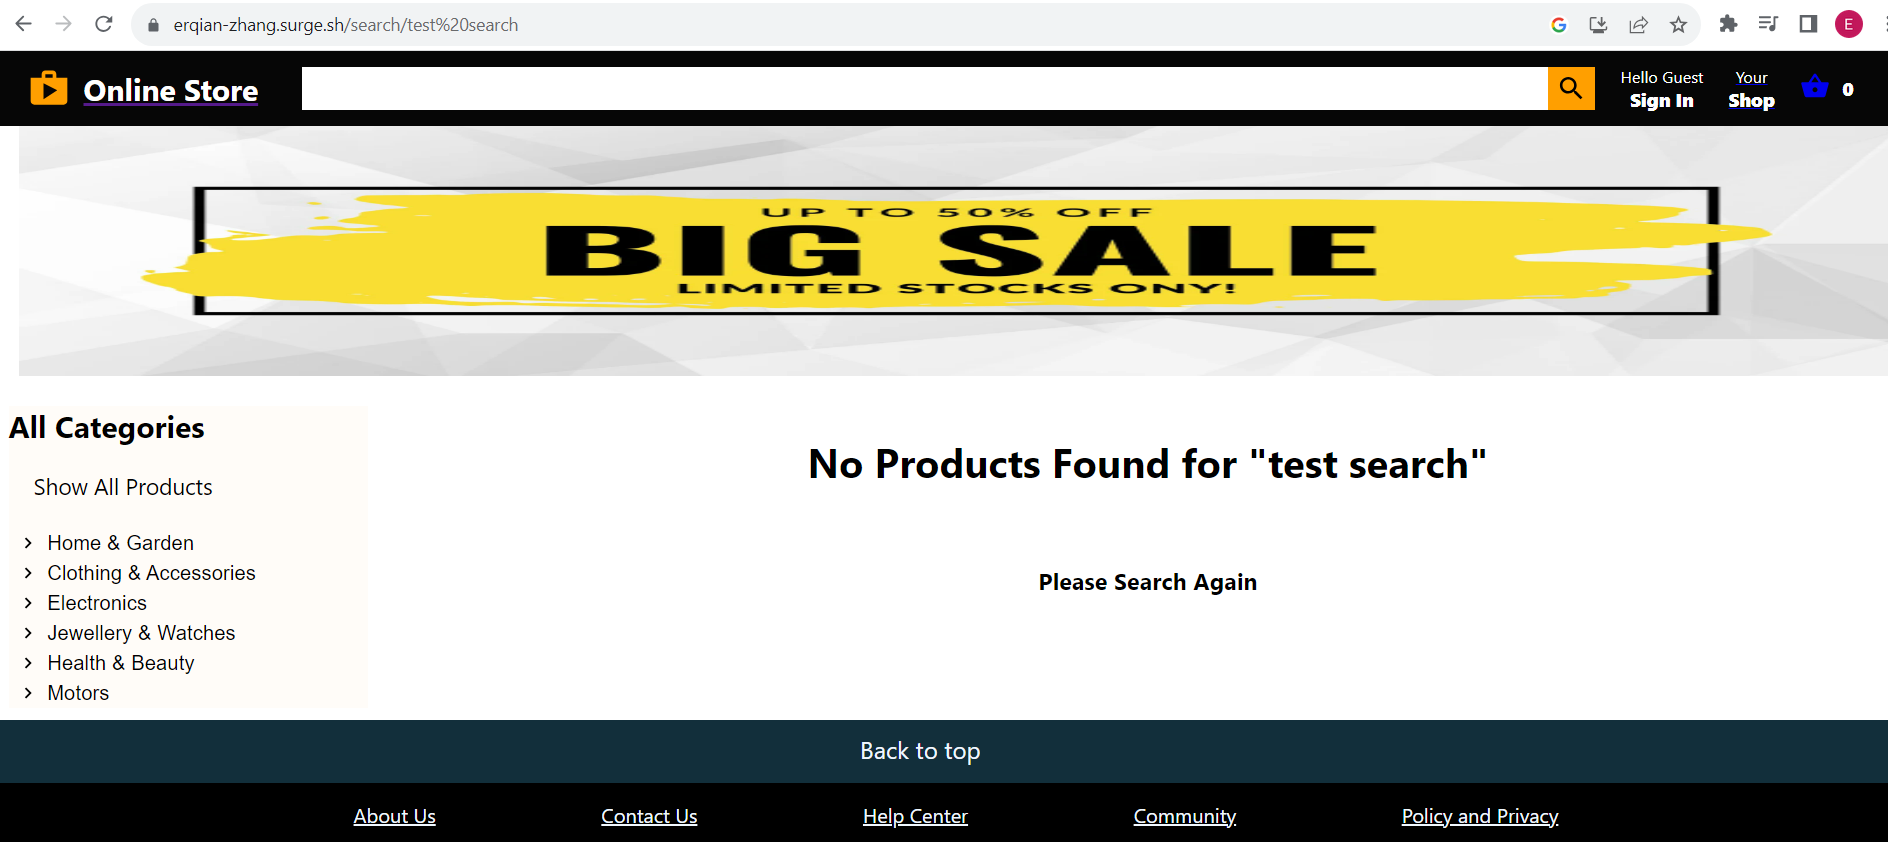 erqian-zhang.surge.sh/search/test%20search
E
Online Store
Hello Guest
Sign In
Your
Shop
0
UP TO 50% OFF
BIG SALE
LIMITED STOCKS ONY!
All Categories
Show All Products
Home & Garden
Clothing & Accessories
Electronics
Jewellery & Watches
Health & Beauty
Motors
No Products Found for "test search"
Please Search Again
Back to top
About Us
Contact Us
Help Center
Community
Policy and Privacy